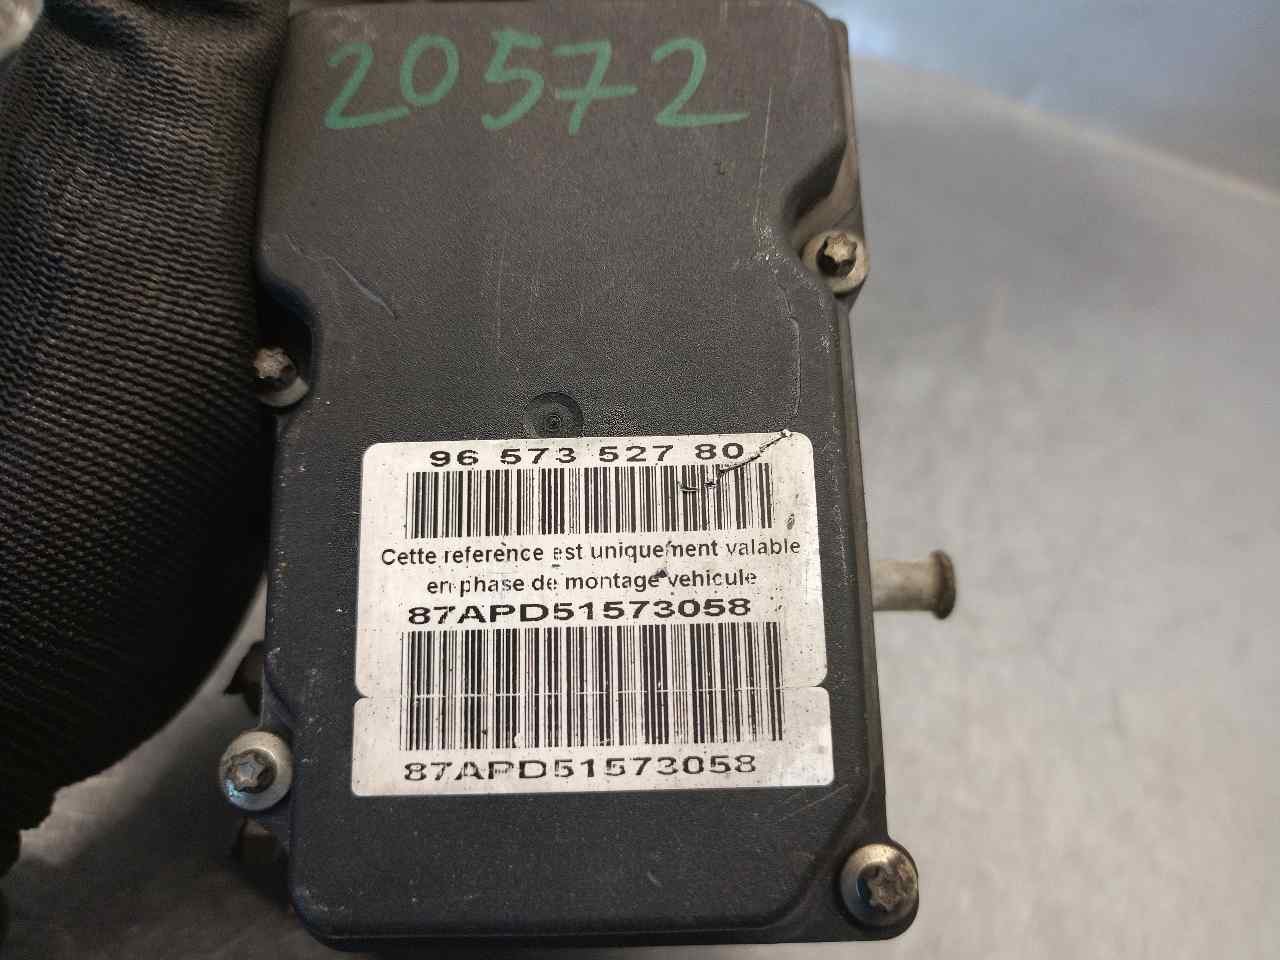 20572
96 573 527 80
Cette reference est uniquement valable
en phase de montage vehicule
87APD51573058
87APD51573058